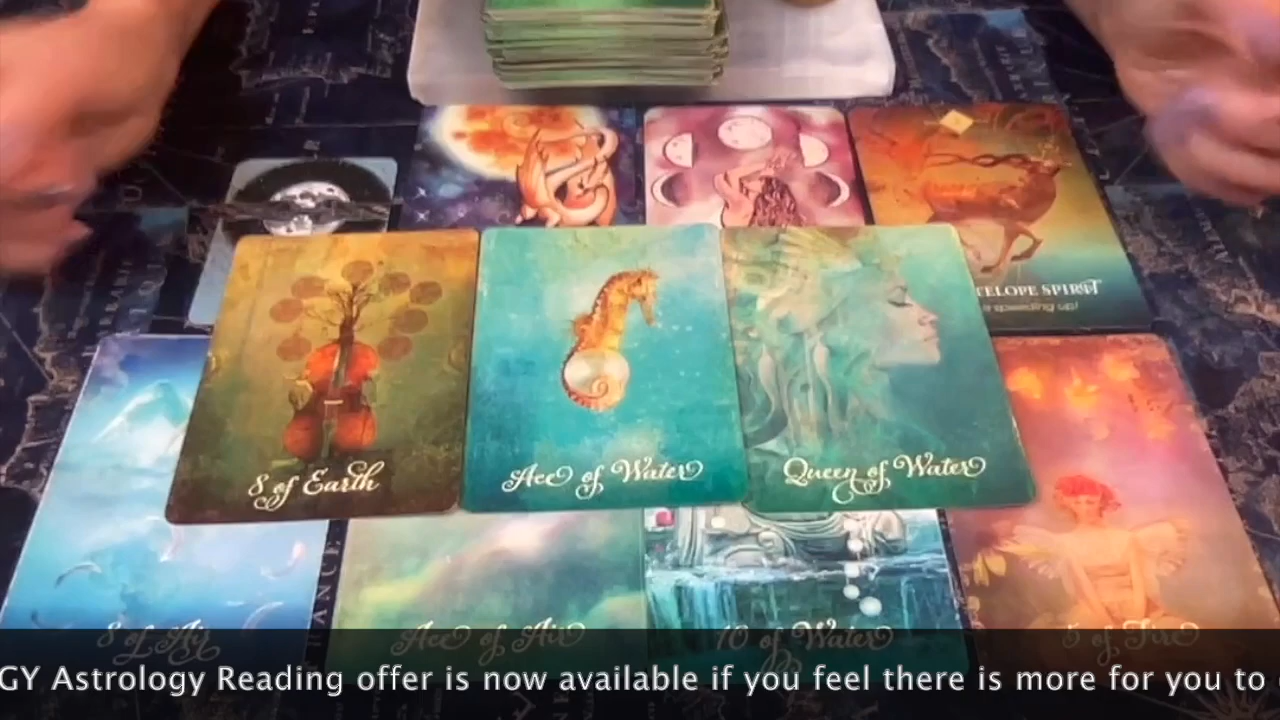 TELOPE SPIRIT
speeding up!
8 of Earth
Ace of Water
Queen of Water
ANCE
8 of Air
Ace of Air
10 of Water
5 of Fire
GY Astrology Reading offer is now available if you feel there is more for you to